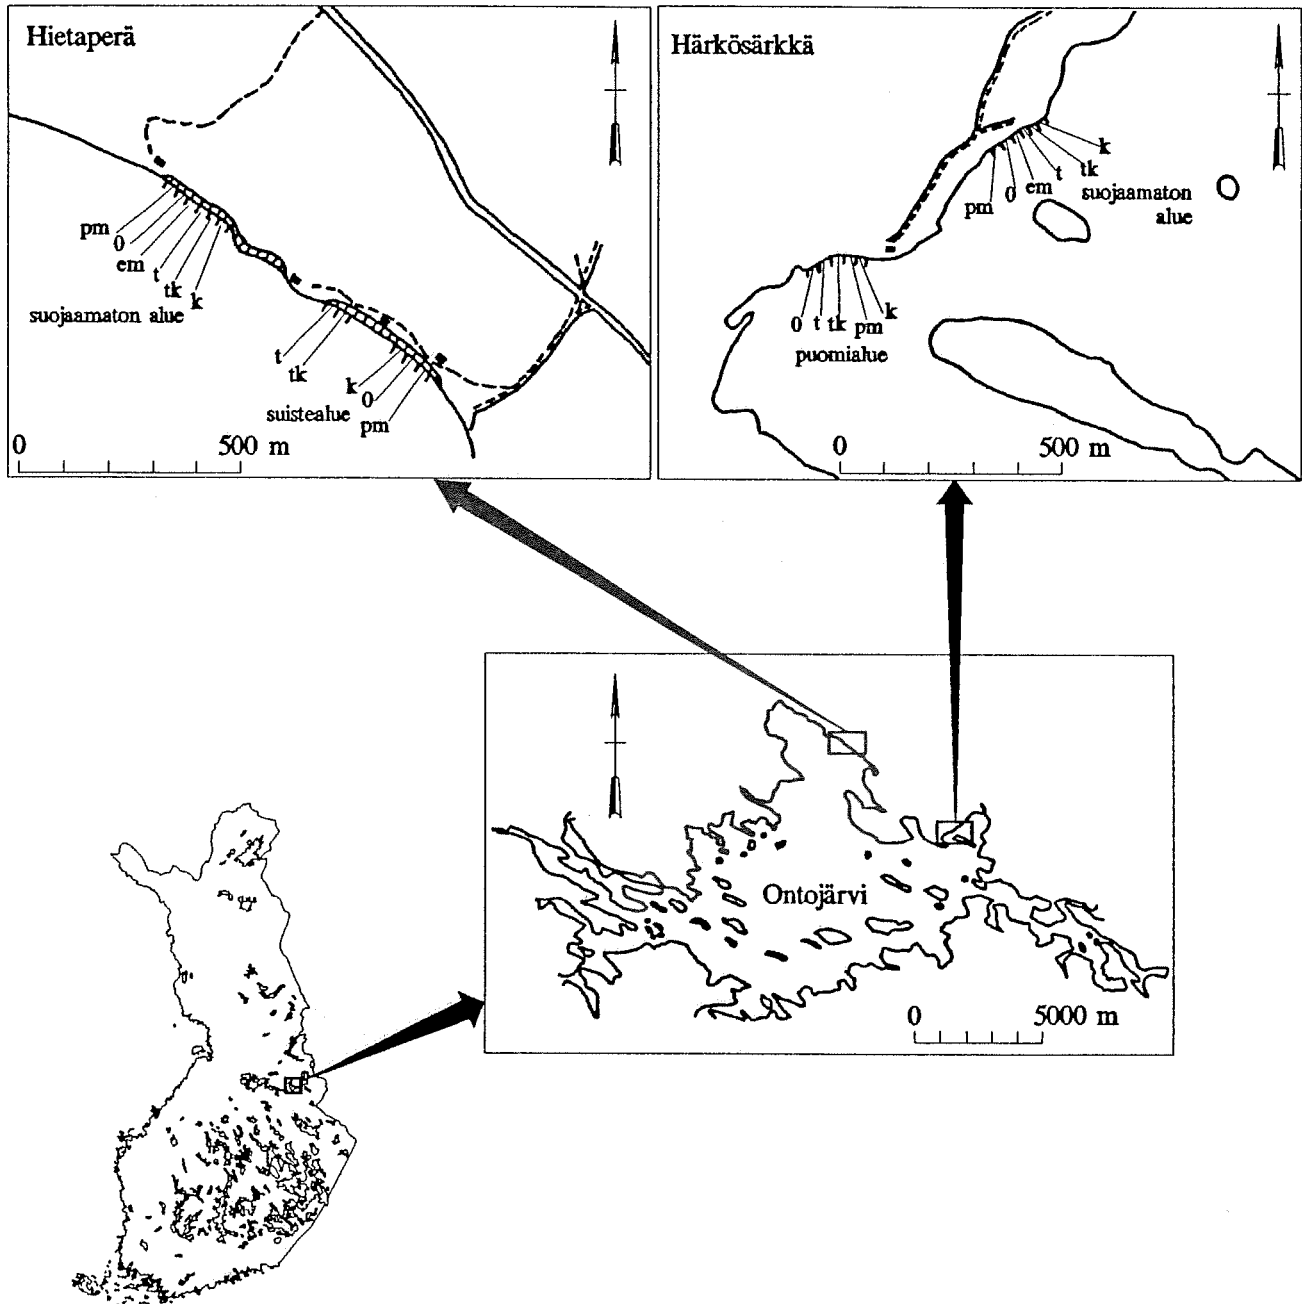 Hietaperä
pm
0
em
t
tk
k
suojaamaton alue
t
tk
k
0
suistealue
pm
0 500 m
Härkösärkkä
k
tk
t
em
0
pm
suojaamaton
alue
0 t tk pm k
puomialue
0 500 m
Ontojärvi
0 5000 m